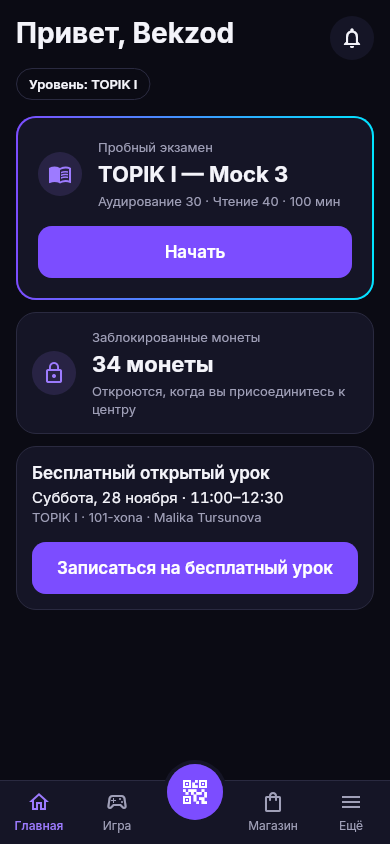 Привет, Bekzod
Уровень: TOPIK I
Пробный экзамен
TOPIK I — Mock 3
Аудирование 30 · Чтение 40 · 100 мин
Начать
Заблокированные монеты
34 монеты
Откроются, когда вы присоединитесь к
центру
Бесплатный открытый урок
Суббота, 28 ноября · 11:00–12:30
TOPIK I · 101-хона · Malika Tursunova
Записаться на бесплатный урок
Главная
Игра
Магазин
Ещё